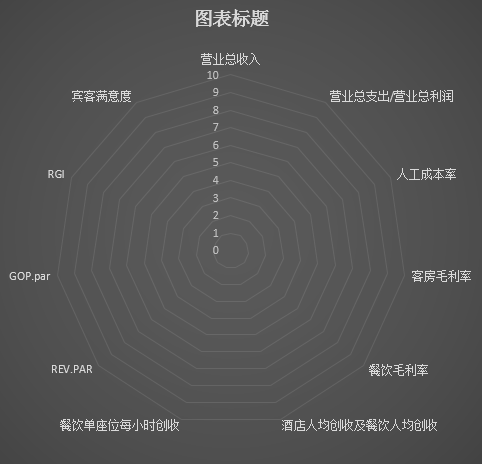 图表标题
营业总收入
10
9
8
7
6
5
4
3
2
1
0
营业总支出/营业总利润
人工成本率
客房毛利率
餐饮毛利率
酒店人均创收及餐饮人均创收
餐饮单座位每小时创收
REV.PAR
GOP.par
RGI
宾客满意度